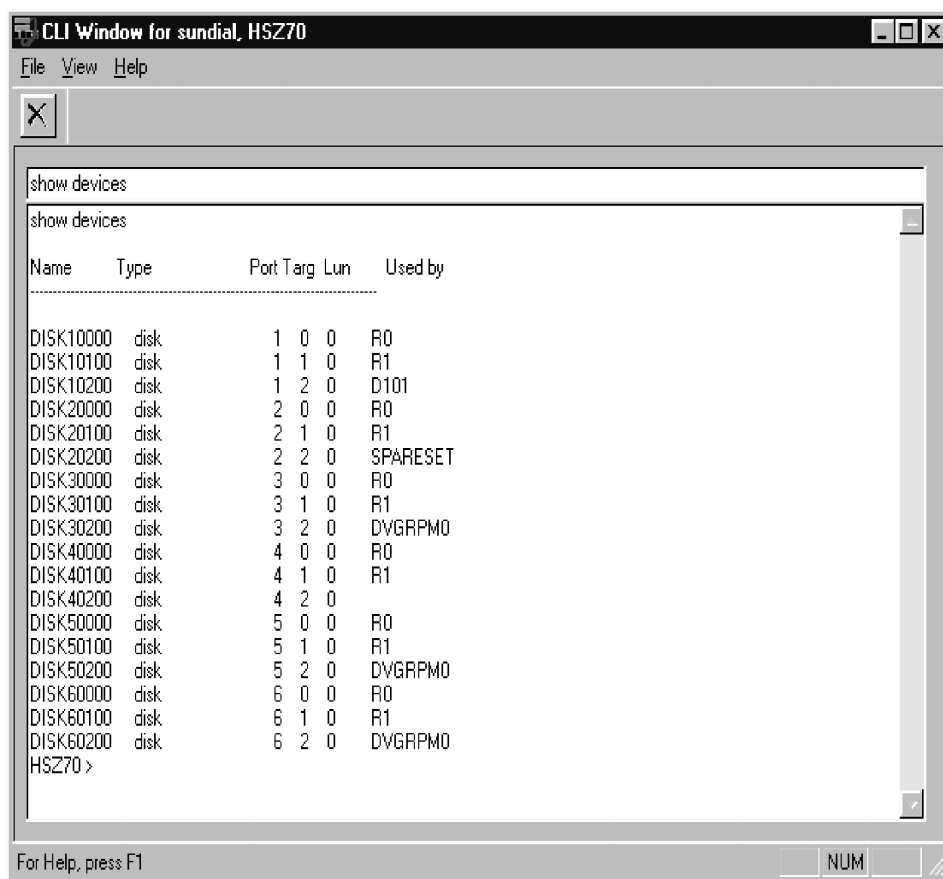 CLI Window for sundial, HSZ70
File View Help
show devices
show devices
Name Type Port Targ Lun Used by
--------------------------------------------------------------------------------
DISK10000 disk 1 0 0 R0
DISK10100 disk 1 1 0 R1
DISK10200 disk 1 2 0 D101
DISK20000 disk 2 0 0 R0
DISK20100 disk 2 1 0 R1
DISK20200 disk 2 2 0 SPARESET
DISK30000 disk 3 0 0 R0
DISK30100 disk 3 1 0 R1
DISK30200 disk 3 2 0 DVGRPM0
DISK40000 disk 4 0 0 R0
DISK40100 disk 4 1 0 R1
DISK40200 disk 4 2 0
DISK50000 disk 5 0 0 R0
DISK50100 disk 5 1 0 R1
DISK50200 disk 5 2 0 DVGRPM0
DISK60000 disk 6 0 0 R0
DISK60100 disk 6 1 0 R1
DISK60200 disk 6 2 0 DVGRPM0
HSZ70 >
For Help, press F1 NUM